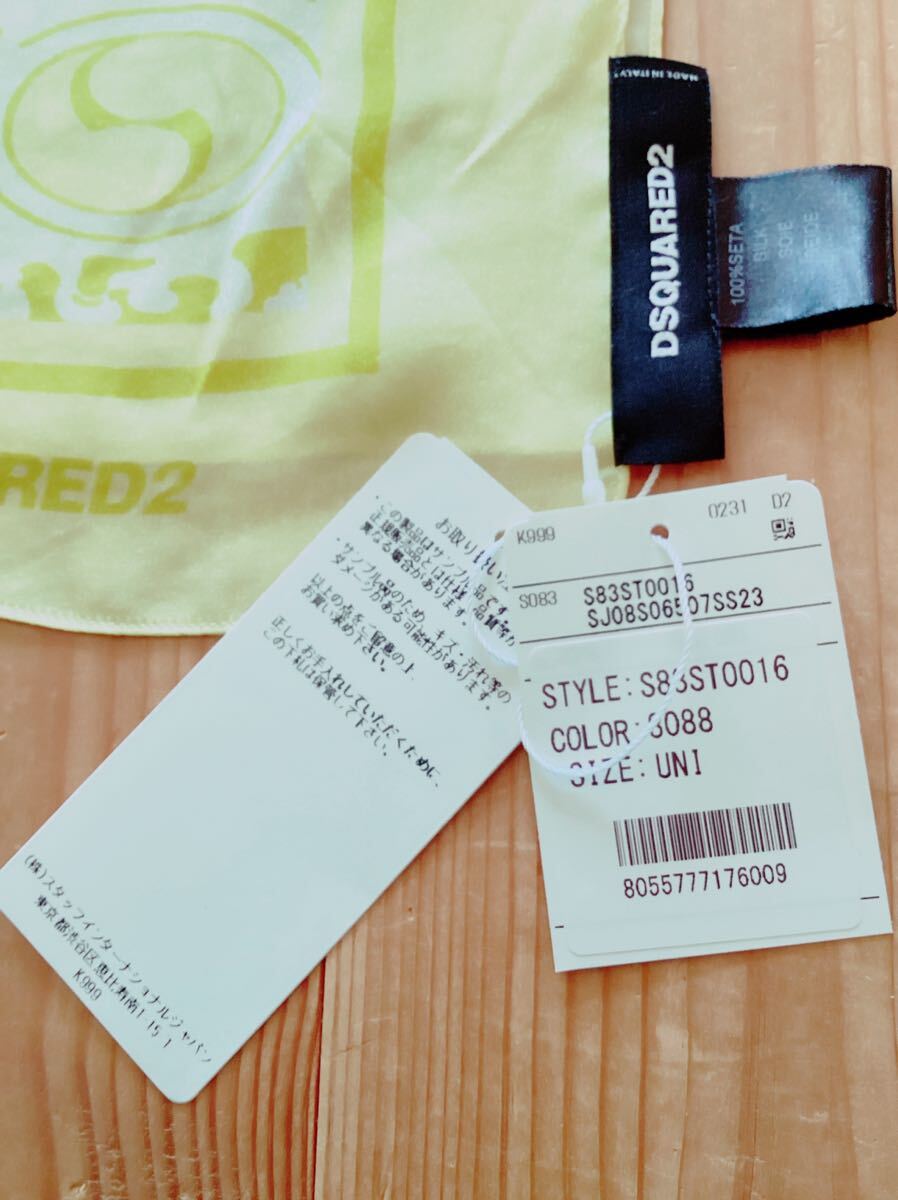 MADE IN ITALY
DSQUARED2
100%SETA
SILK
SOIE
SEIDE
RED2
お取り扱い
・この製品はサンプル品です。
正規販売品とは仕様・品質等が
異なる場合があります。
・サンプル品のため、キズ・汚れ等の
ダメージがある可能性があります。
以上の点をご留意の上、
お買い求め下さい。
正しくお手入れしていただくために、
この下札は保管して下さい。
(株)スタッフインターナショナルジャパン
東京都渋谷区恵比寿南1-15-1
K999
K999 0231 D2
S083 S83ST0016
SJ08S06507SS23
STYLE: S83ST0016
COLOR: S088
SIZE: UNI
8055777176009